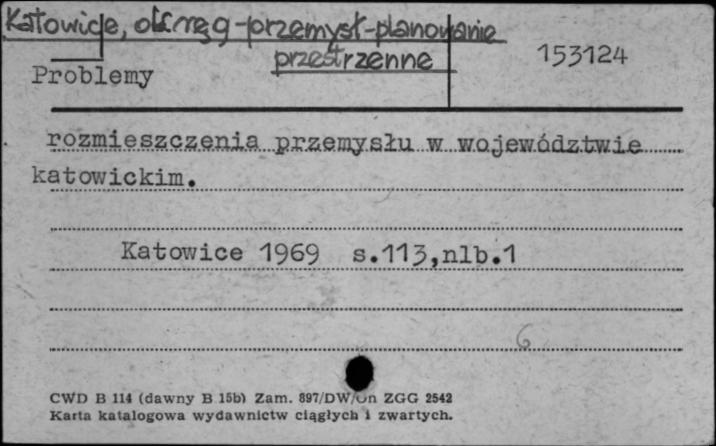 Katowice, okręg-przemysł-planowanie
przestrzenne
153124
Problemy
rozmieszczenia przemysłu w województwie
katowickim.
Katowice 1969 s.113,nlb.1
6
CWD B 114 (dawny B 15b) Zam. 897/DW/Un ZGG 2542
Karta katalogowa wydawnictw ciągłych i zwartych.